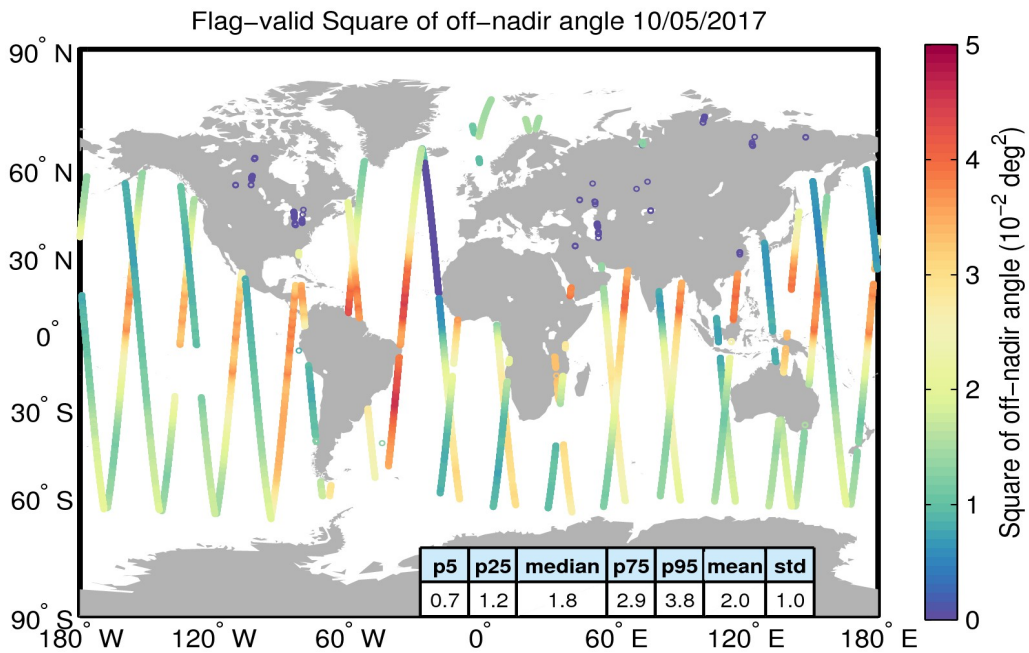 Flag-valid Square of off-nadir angle 10/05/2017
90° N
60° N
30° N
0°
30° S
60° S
90° S
180° W
120° W
60° W
0°
60° E
120° E
180° E
p5 p25 median p75 p95 mean std
0.7 1.2 1.8 2.9 3.8 2.0 1.0
5
4
3
2
1
0
Square of off-nadir angle (10⁻² deg²)